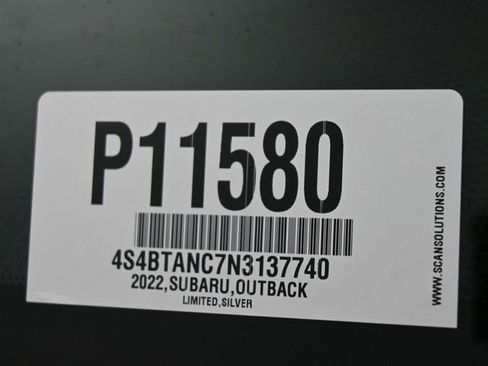 P11580
4S4BTANC7N3137740
2022,SUBARU,OUTBACK
LIMITED,SILVER
WWW.SCANSOLUTIONS.COM